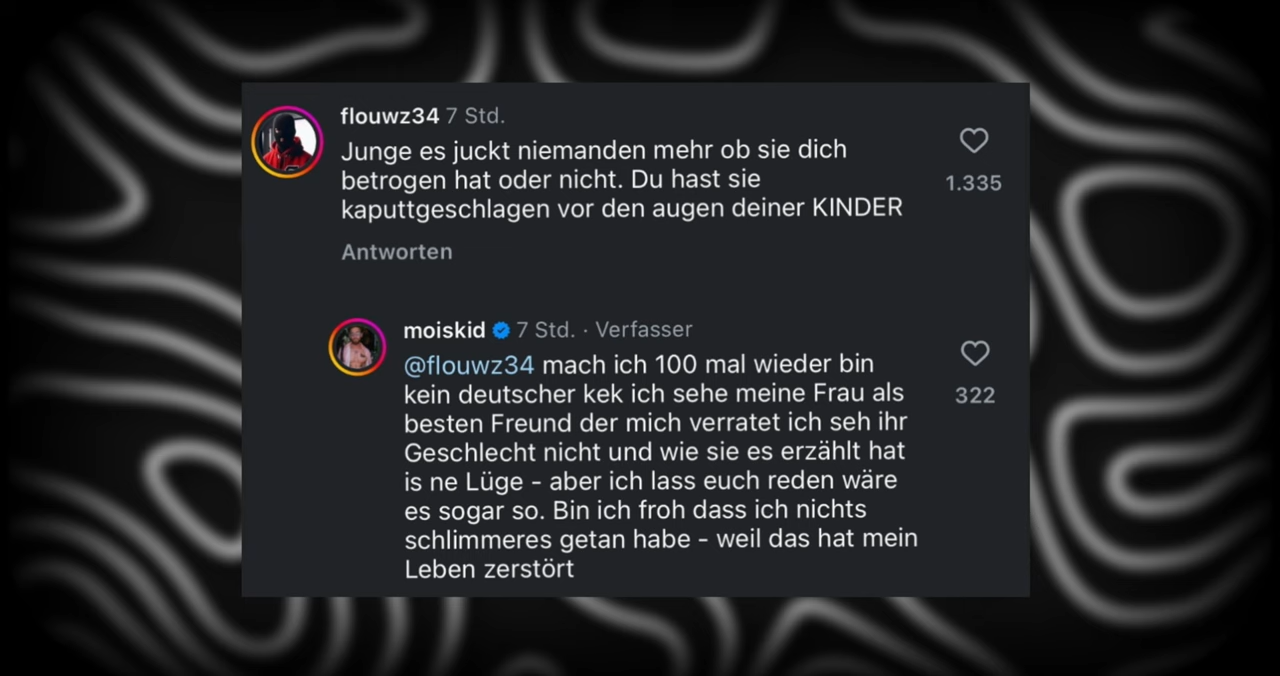 flouwz34 7 Std.
Junge es juckt niemanden mehr ob sie dich
betrogen hat oder nicht. Du hast sie
kaputtgeschlagen vor den augen deiner KINDER
1.335
Antworten
moiskid 7 Std. · Verfasser
@flouwz34 mach ich 100 mal wieder bin
kein deutscher kek ich sehe meine Frau als
besten Freund der mich verratet ich seh ihr
Geschlecht nicht und wie sie es erzählt hat
is ne Lüge - aber ich lass euch reden wäre
es sogar so. Bin ich froh dass ich nichts
schlimmeres getan habe - weil das hat mein
Leben zerstört
322